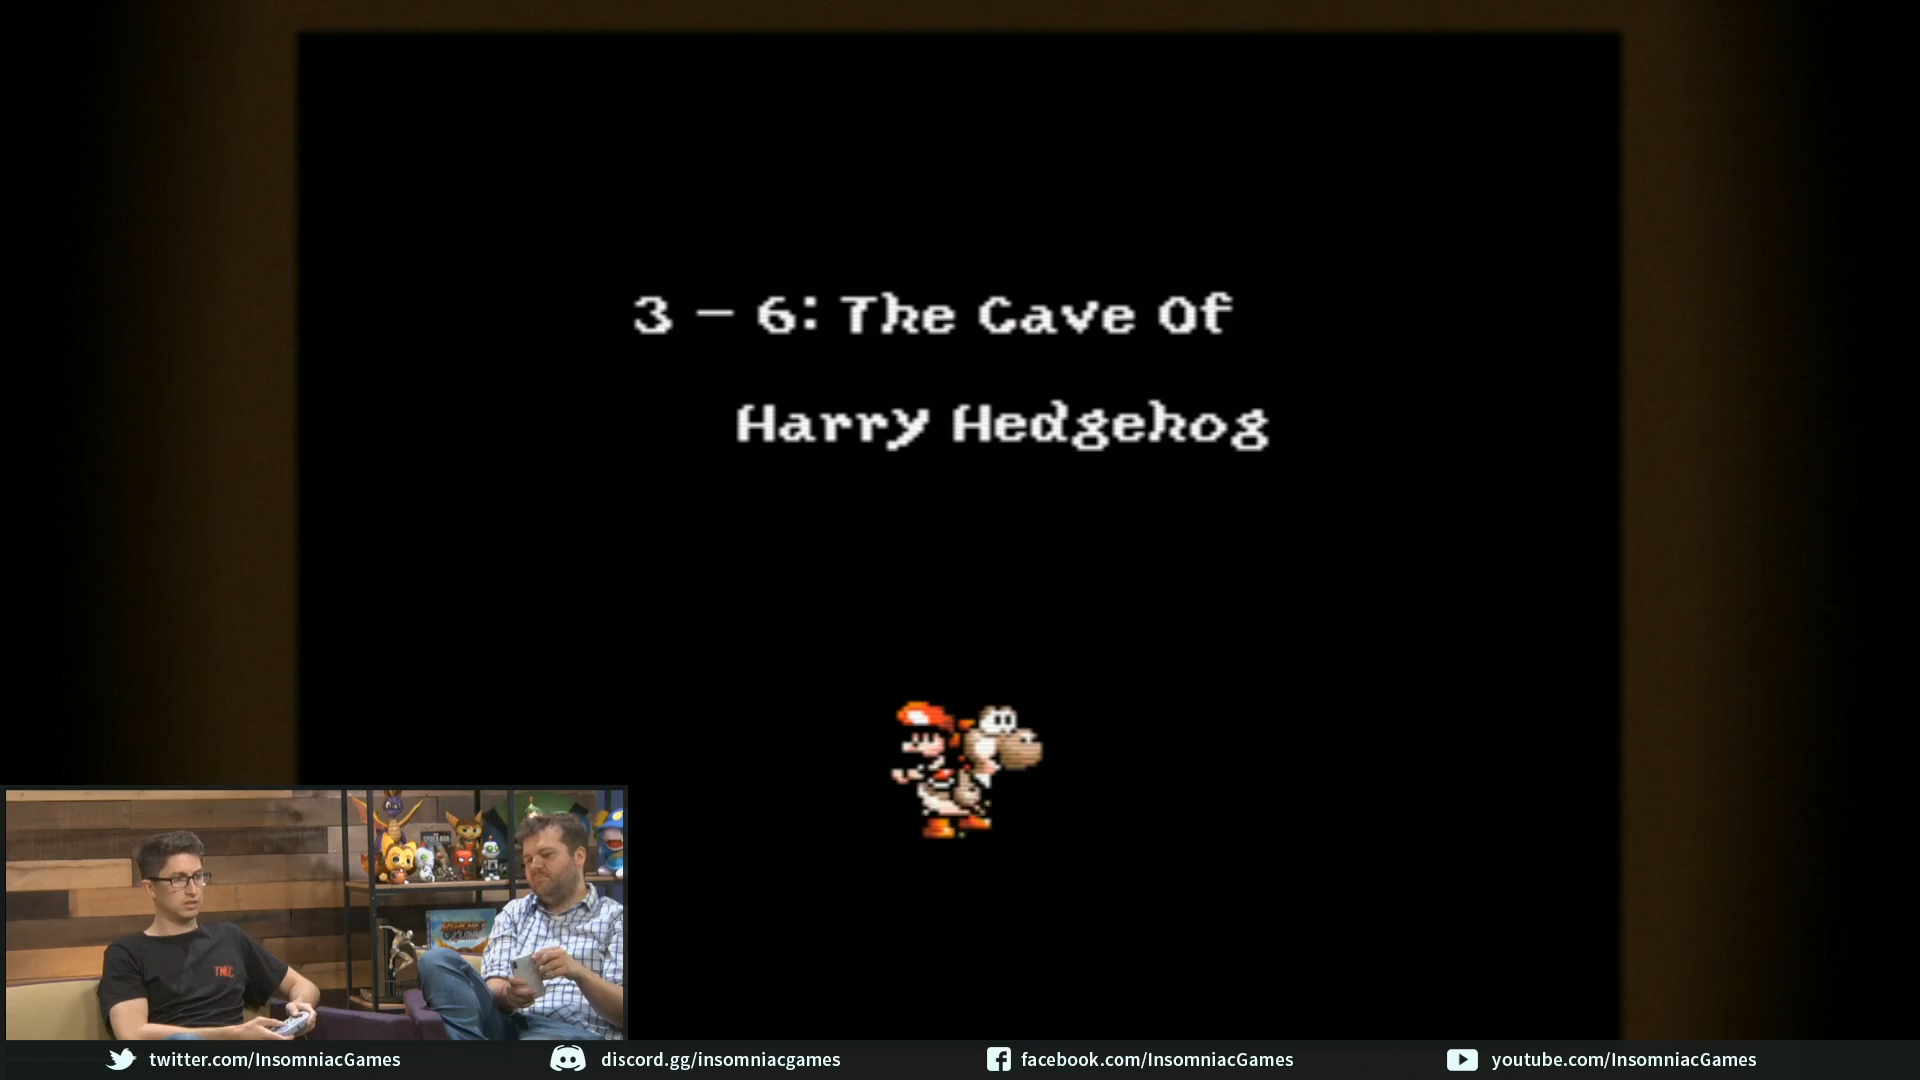 3 - 6: The Cave Of
Harry Hedgehog
twitter.com/InsomniacGames
discord.gg/insomniacgames
facebook.com/InsomniacGames
youtube.com/InsomniacGames